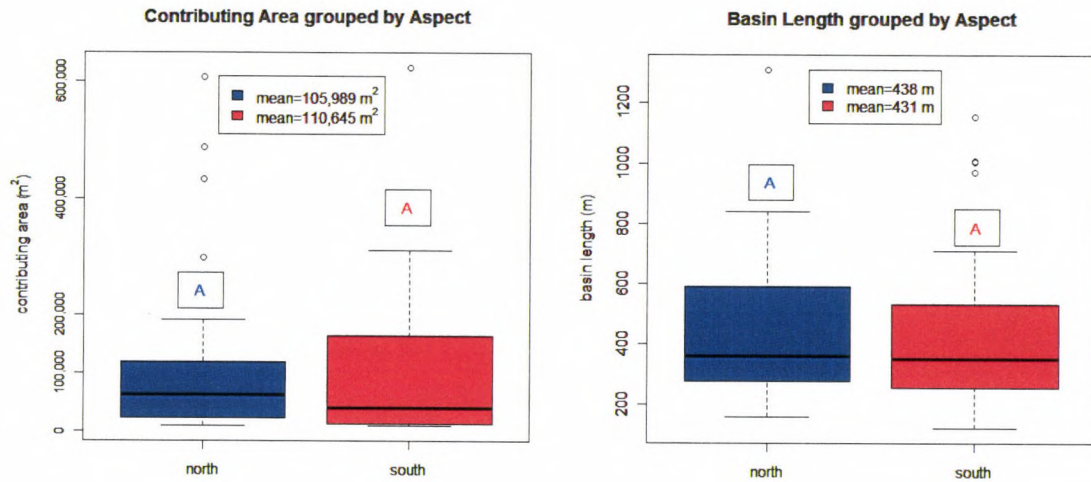 Contributing Area grouped by Aspect
contributing area (m²)
600,000
400,000
200,000
100,000
0
mean=105,989 m²
mean=110,645 m²
A
A
north
south
Basin Length grouped by Aspect
basin length (m)
1200
1000
800
600
400
200
mean=438 m
mean=431 m
A
A
north
south